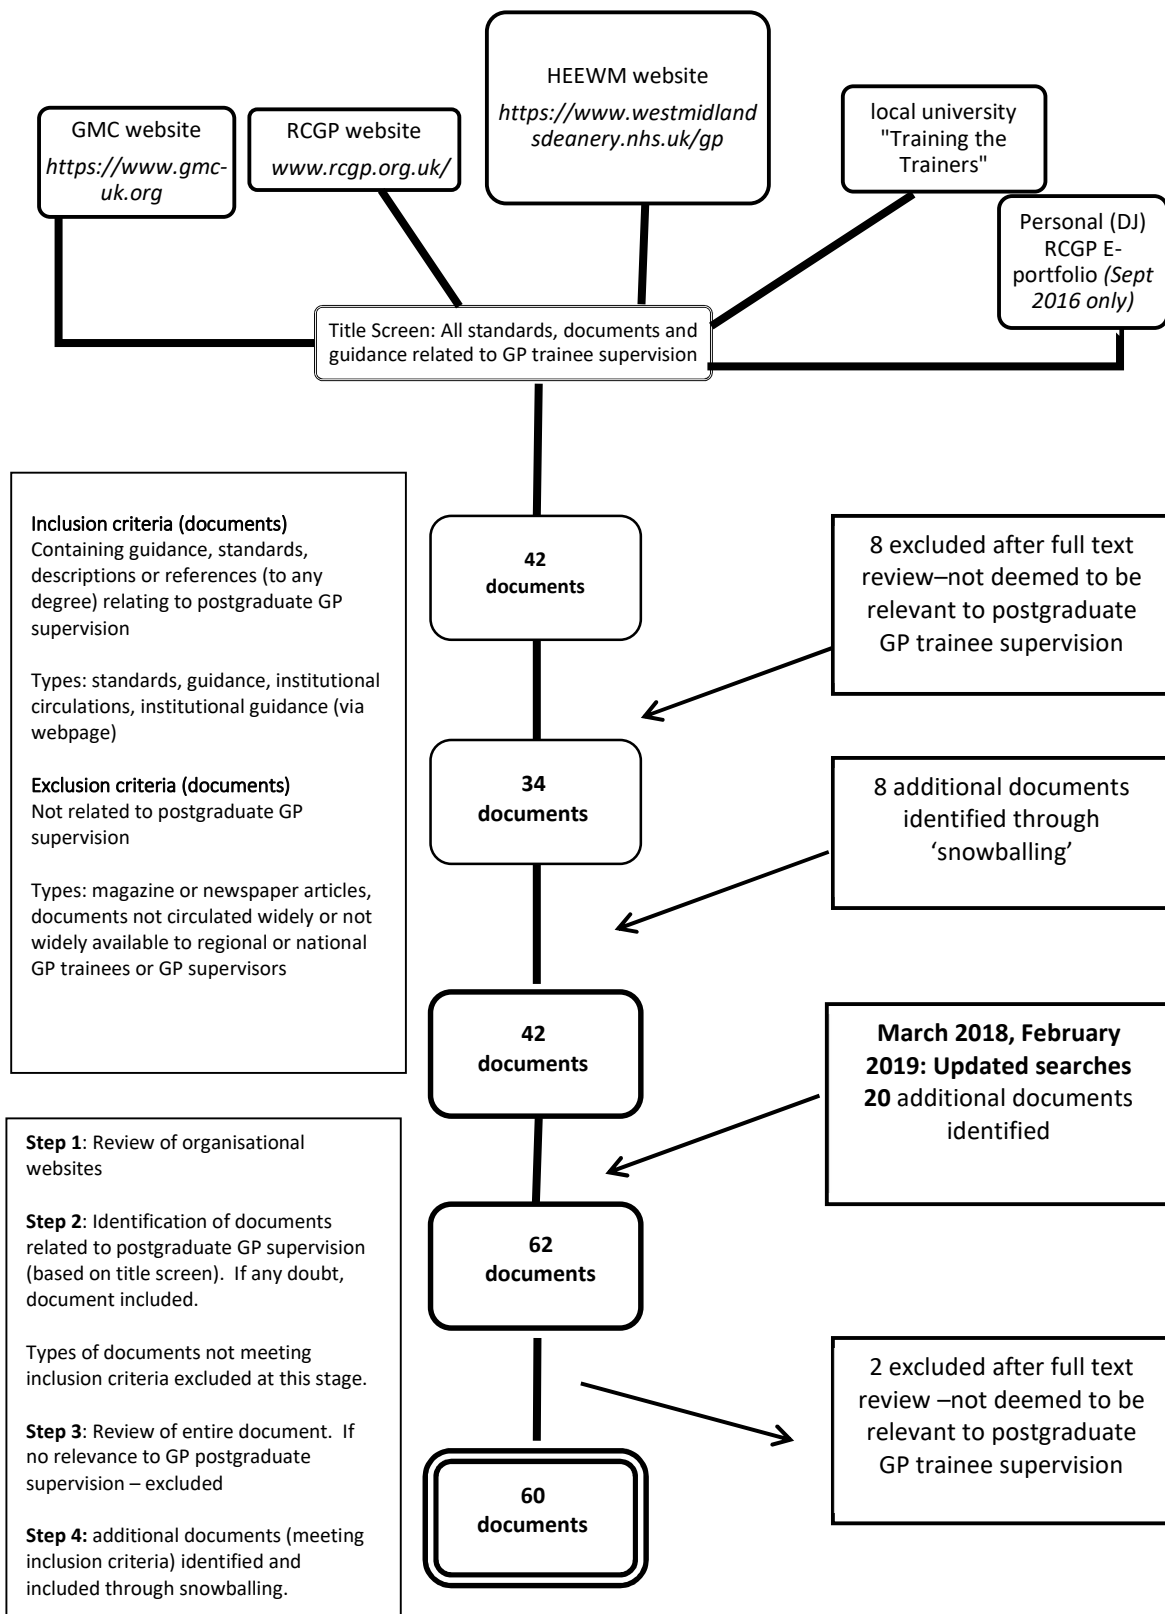 HEEWM website
https://www.westmidland
sdeanery.nhs.uk/gp
GMC website
https://www.gmc-
uk.org
RCGP website
www.rcgp.org.uk/
local university
"Training the
Trainers"
Personal (DJ)
RCGP E-
portfolio (Sept
2016 only)
Title Screen: All standards, documents and
guidance related to GP trainee supervision
Inclusion criteria (documents)
Containing guidance, standards,
descriptions or references (to any
degree) relating to postgraduate GP
supervision
Types: standards, guidance, institutional
circulations, institutional guidance (via
webpage)
Exclusion criteria (documents)
Not related to postgraduate GP
supervision
Types: magazine or newspaper articles,
documents not circulated widely or not
widely available to regional or national
GP trainees or GP supervisors
42
documents
8 excluded after full text
review–not deemed to be
relevant to postgraduate
GP trainee supervision
34
documents
8 additional documents
identified through
‘snowballing’
42
documents
March 2018, February
2019: Updated searches
20 additional documents
identified
Step 1: Review of organisational
websites
Step 2: Identification of documents
related to postgraduate GP supervision
(based on title screen).  If any doubt,
document included.
Types of documents not meeting
inclusion criteria excluded at this stage.
Step 3: Review of entire document.  If
no relevance to GP postgraduate
supervision – excluded
Step 4: additional documents (meeting
inclusion criteria) identified and
included through snowballing.
62
documents
2 excluded after full text
review –not deemed to be
relevant to postgraduate
GP trainee supervision
60
documents